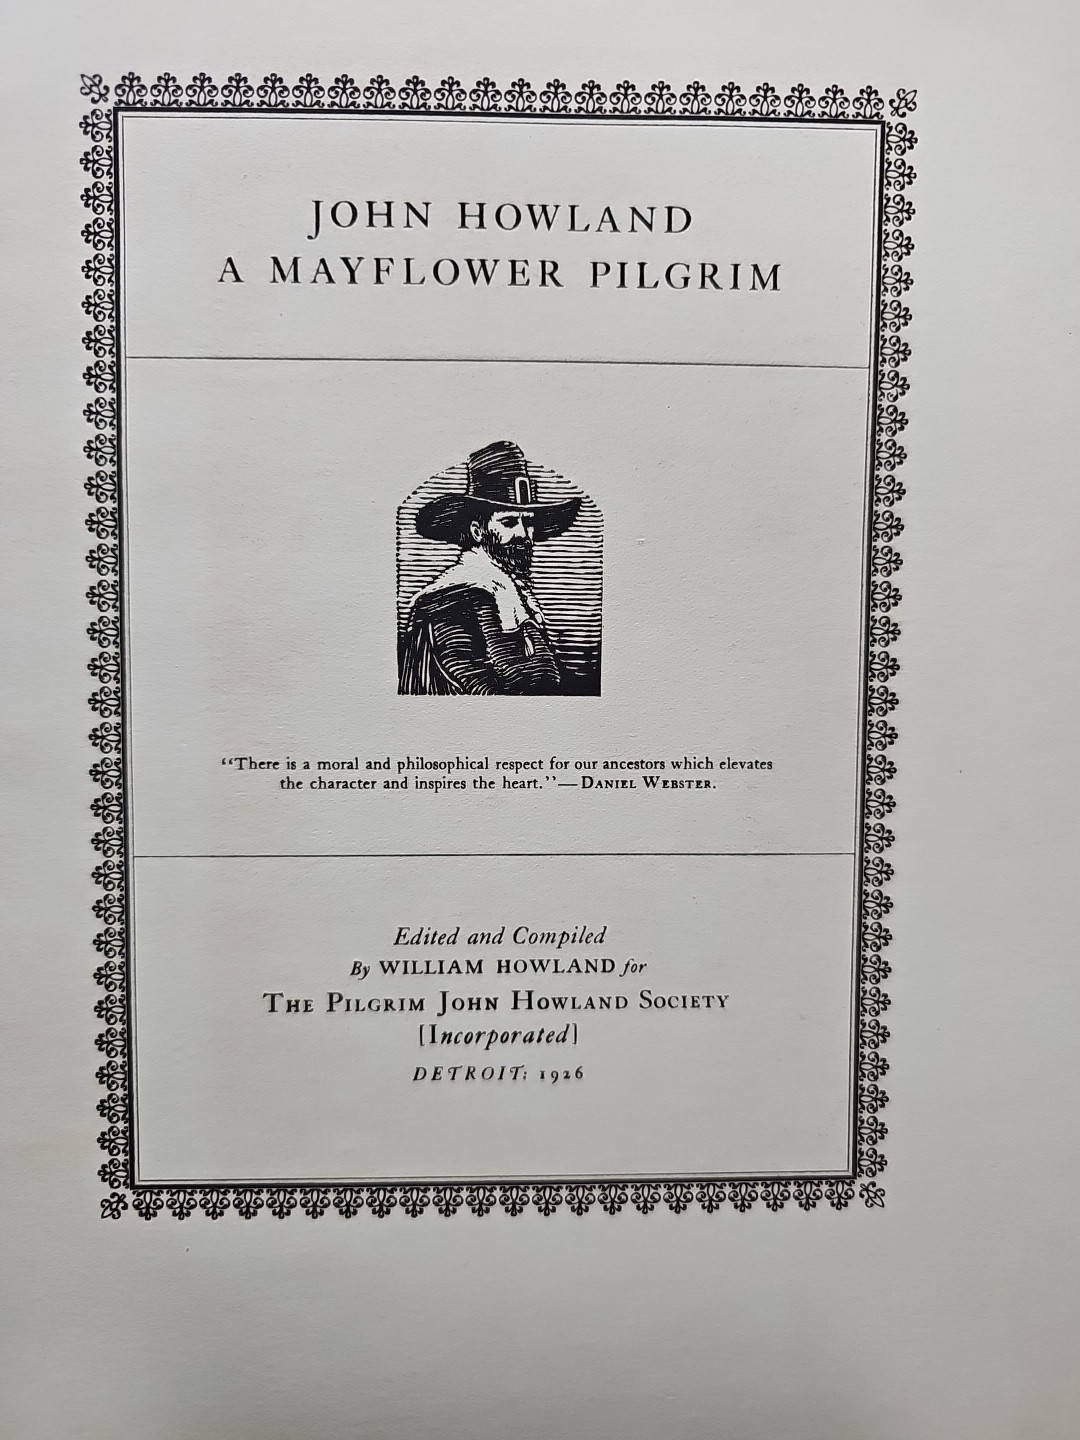 JOHN HOWLAND
A MAYFLOWER PILGRIM
“There is a moral and philosophical respect for our ancestors which elevates
the character and inspires the heart.”—DANIEL WEBSTER.
Edited and Compiled
By WILLIAM HOWLAND for
THE PILGRIM JOHN HOWLAND SOCIETY
[Incorporated]
DETROIT: 1926